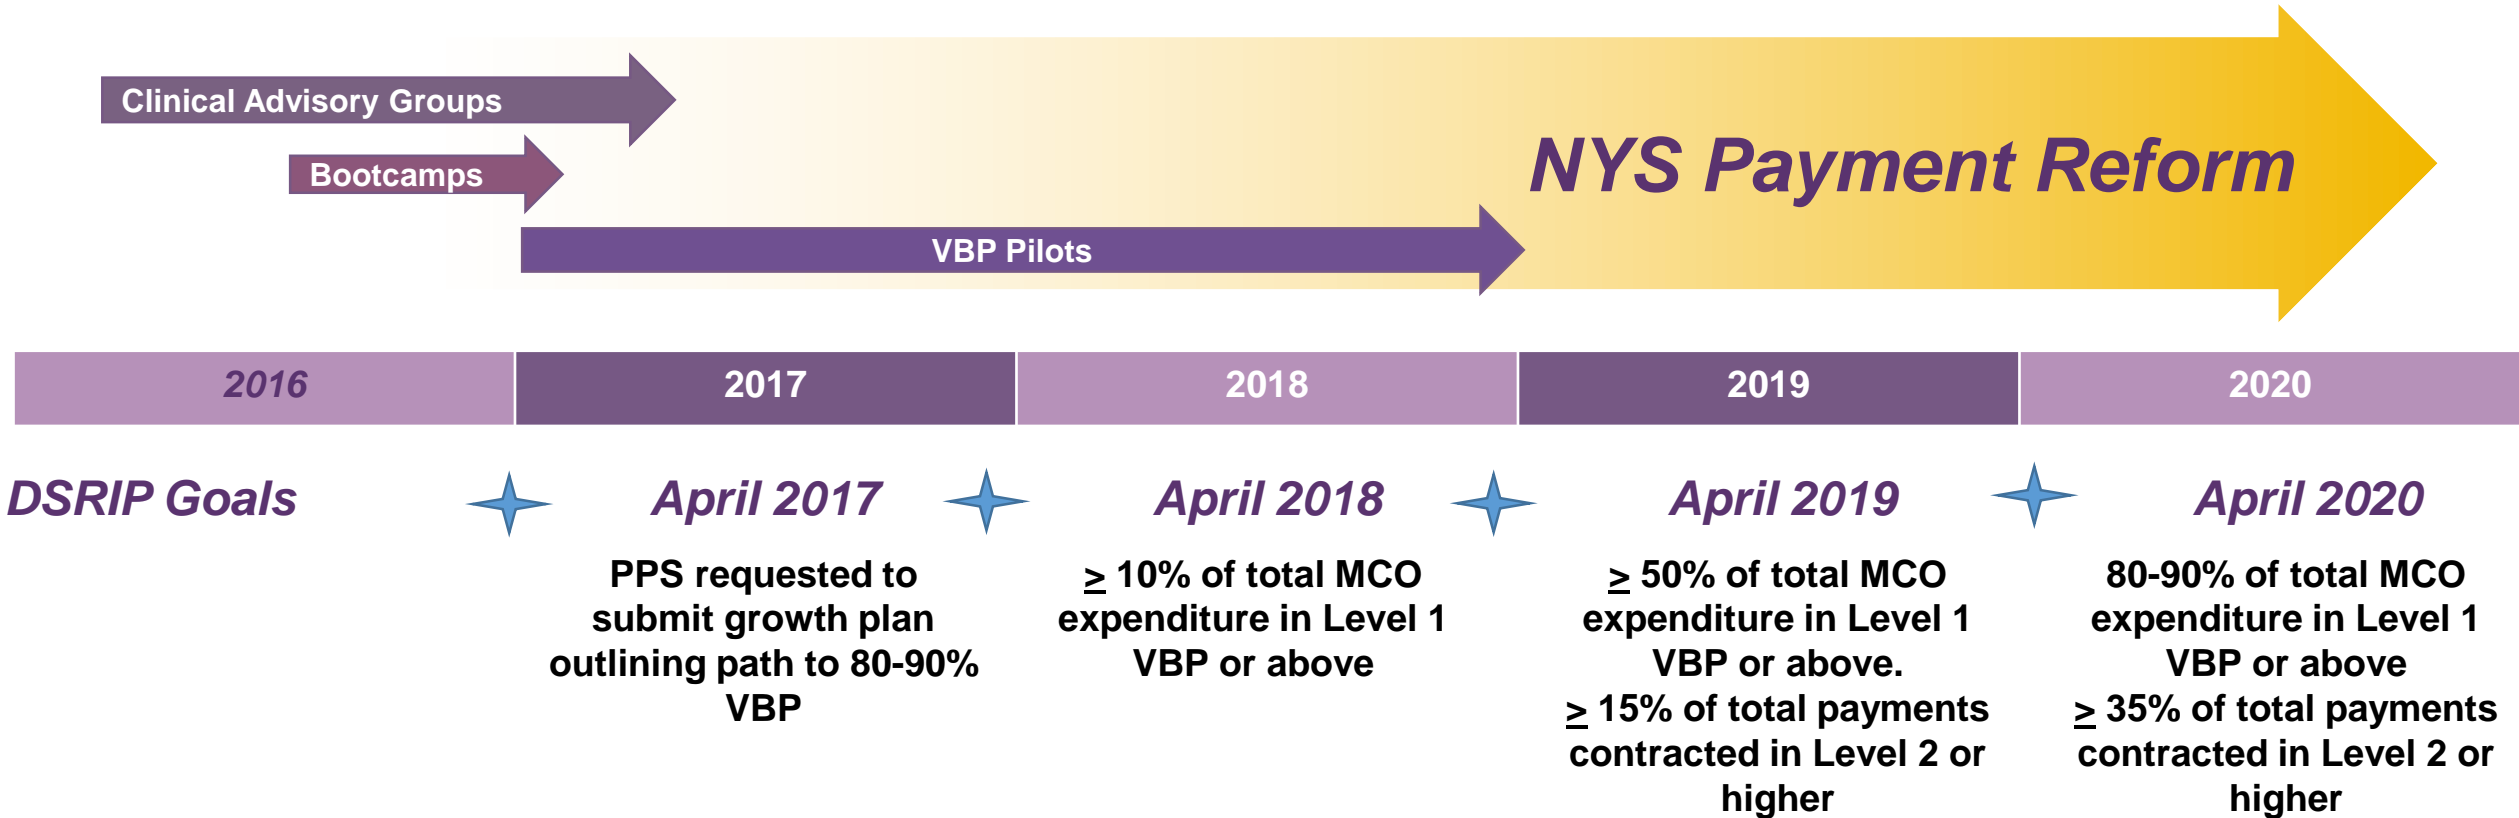 Clinical Advisory Groups
Bootcamps
NYS Payment Reform
VBP Pilots
2016
2017
2018
2019
2020
DSRIP Goals
April 2017
PPS requested to
submit growth plan
outlining path to 80-90%
VBP
April 2018
≥ 10% of total MCO
expenditure in Level 1
VBP or above
April 2019
≥ 50% of total MCO
expenditure in Level 1
VBP or above.
≥ 15% of total payments
contracted in Level 2 or
higher
April 2020
80-90% of total MCO
expenditure in Level 1
VBP or above
≥ 35% of total payments
contracted in Level 2 or
higher